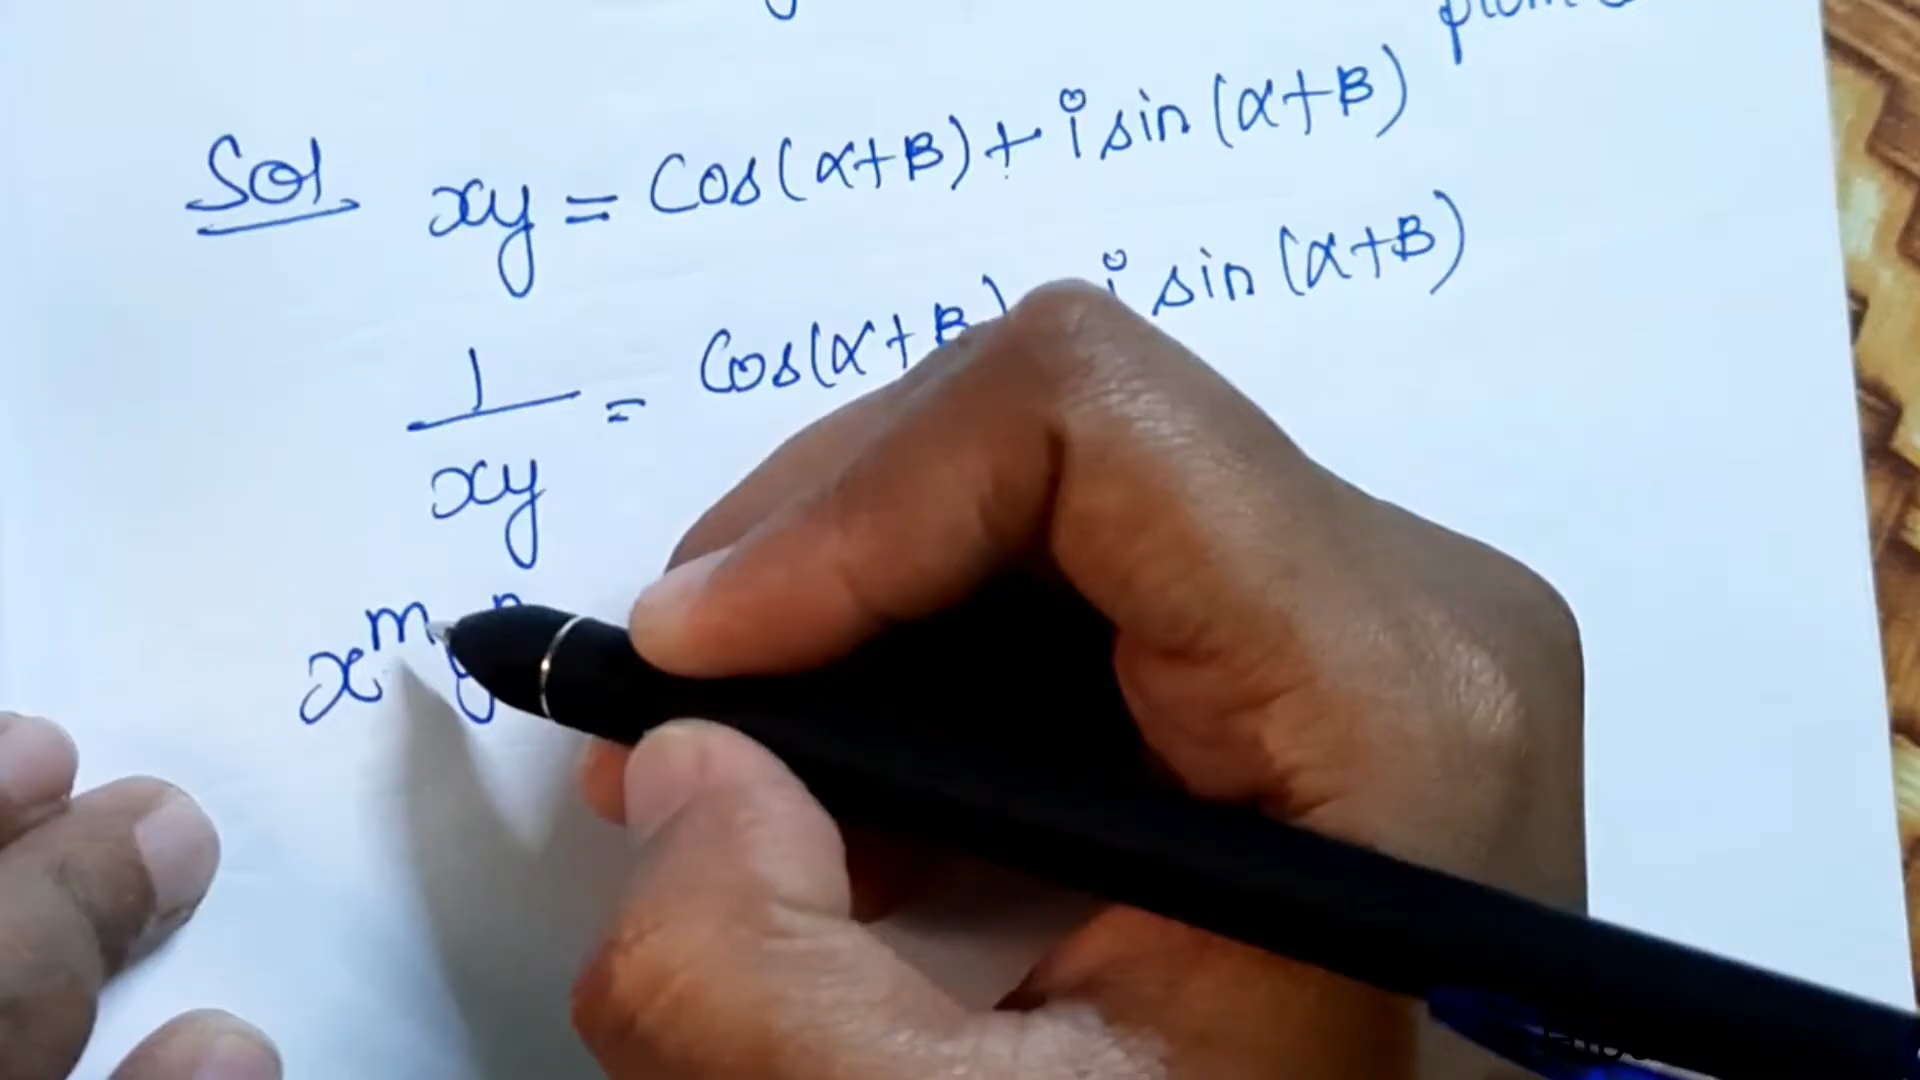 Sol xy = Cos(α+β) + i sin (α+β)
1/xy = Cos(α+β) i sin (α+β)
x^m y^n